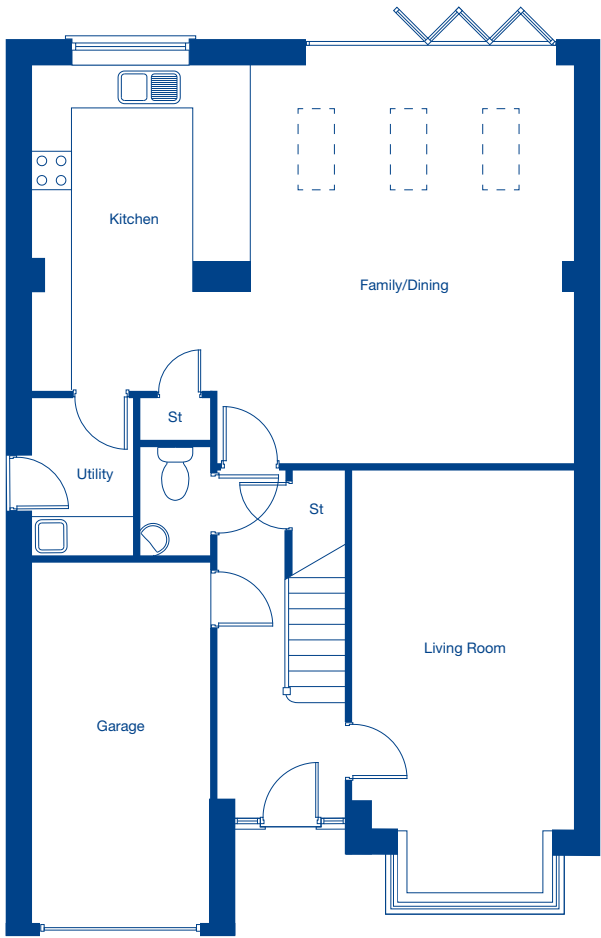 Kitchen
Family/Dining
St
Utility
St
Living Room
Garage